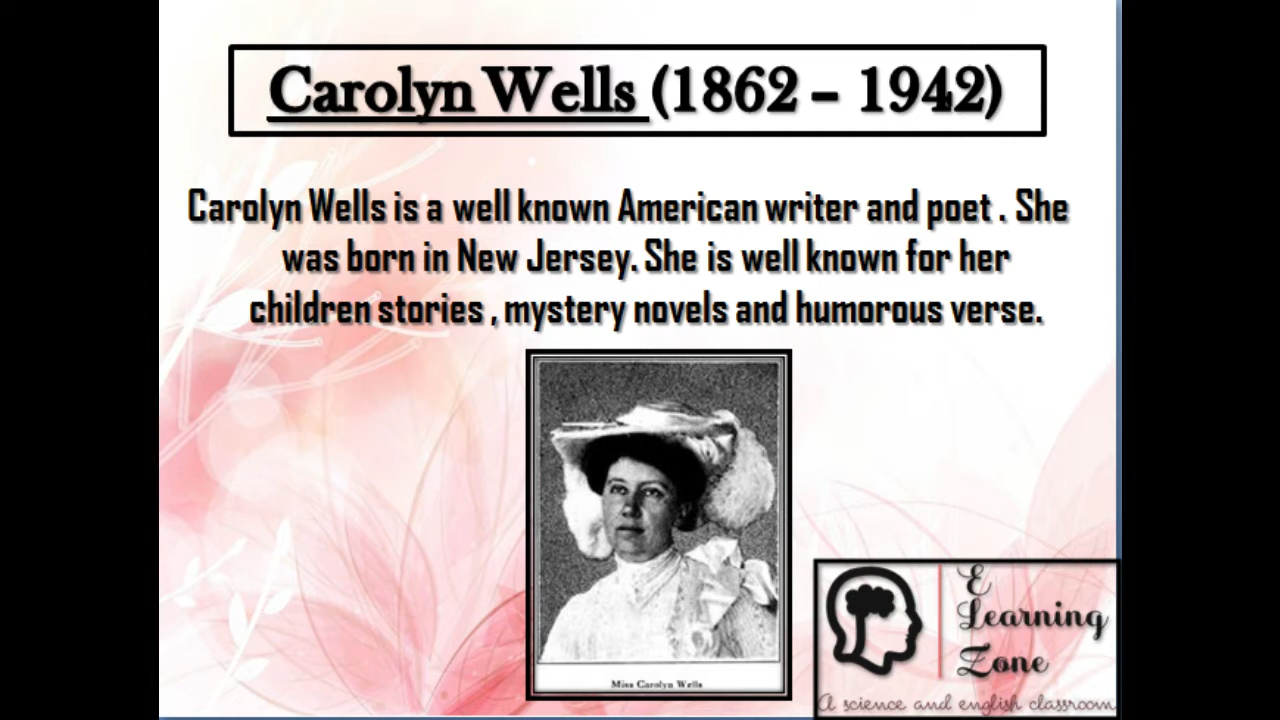 Carolyn Wells (1862 – 1942)
Carolyn Wells is a well known American writer and poet . She
was born in New Jersey. She is well known for her
children stories , mystery novels and humorous verse.
Miss Carolyn Wells
E
Learning
Zone
A science and english classroom